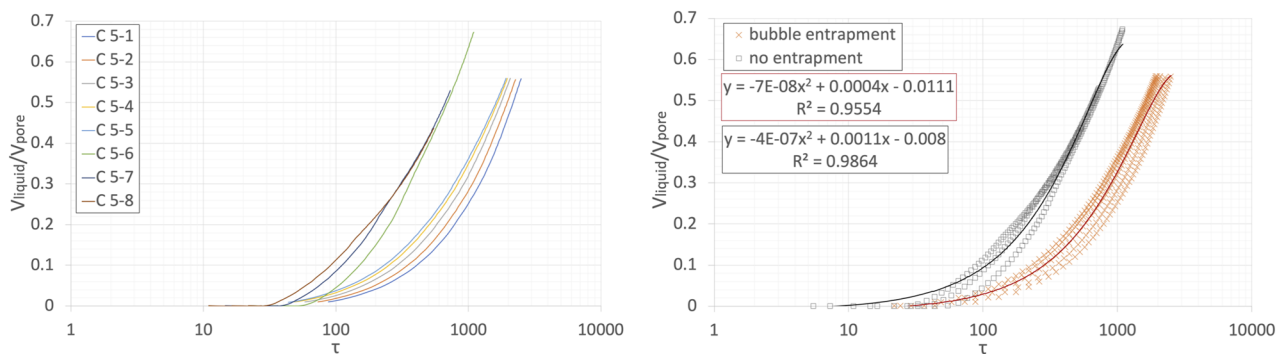 0.7
0.6
0.5
0.4
0.3
0.2
0.1
0
1
10
100
1000
10000
Vliquid/Vpore
τ
C 5-1
C 5-2
C 5-3
C 5-4
C 5-5
C 5-6
C 5-7
C 5-8
0.7
0.6
0.5
0.4
0.3
0.2
0.1
0
1
10
100
1000
10000
Vliquid/Vpore
τ
bubble entrapment
no entrapment
y = -7E-08x² + 0.0004x - 0.0111
R² = 0.9554
y = -4E-07x² + 0.0011x - 0.008
R² = 0.9864